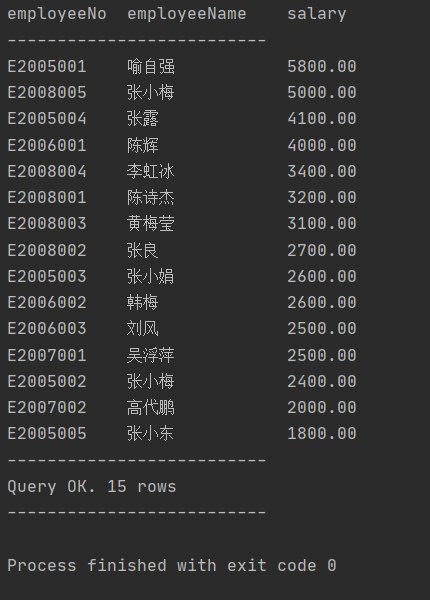 employeeNo  employeeName    salary
--------------------------
E2005001    喻自强           5800.00
E2008005    张小梅           5000.00
E2005004    张露            4100.00
E2006001    陈辉            4000.00
E2008004    李虹冰           3400.00
E2008001    陈诗杰           3200.00
E2008003    黄梅莹           3100.00
E2008002    张良            2700.00
E2005003    张小娟           2600.00
E2006002    韩梅            2600.00
E2006003    刘风            2500.00
E2007001    吴浮萍           2500.00
E2005002    张小梅           2400.00
E2007002    高代鹏           2000.00
E2005005    张小东           1800.00
--------------------------
Query OK. 15 rows
--------------------------
Process finished with exit code 0